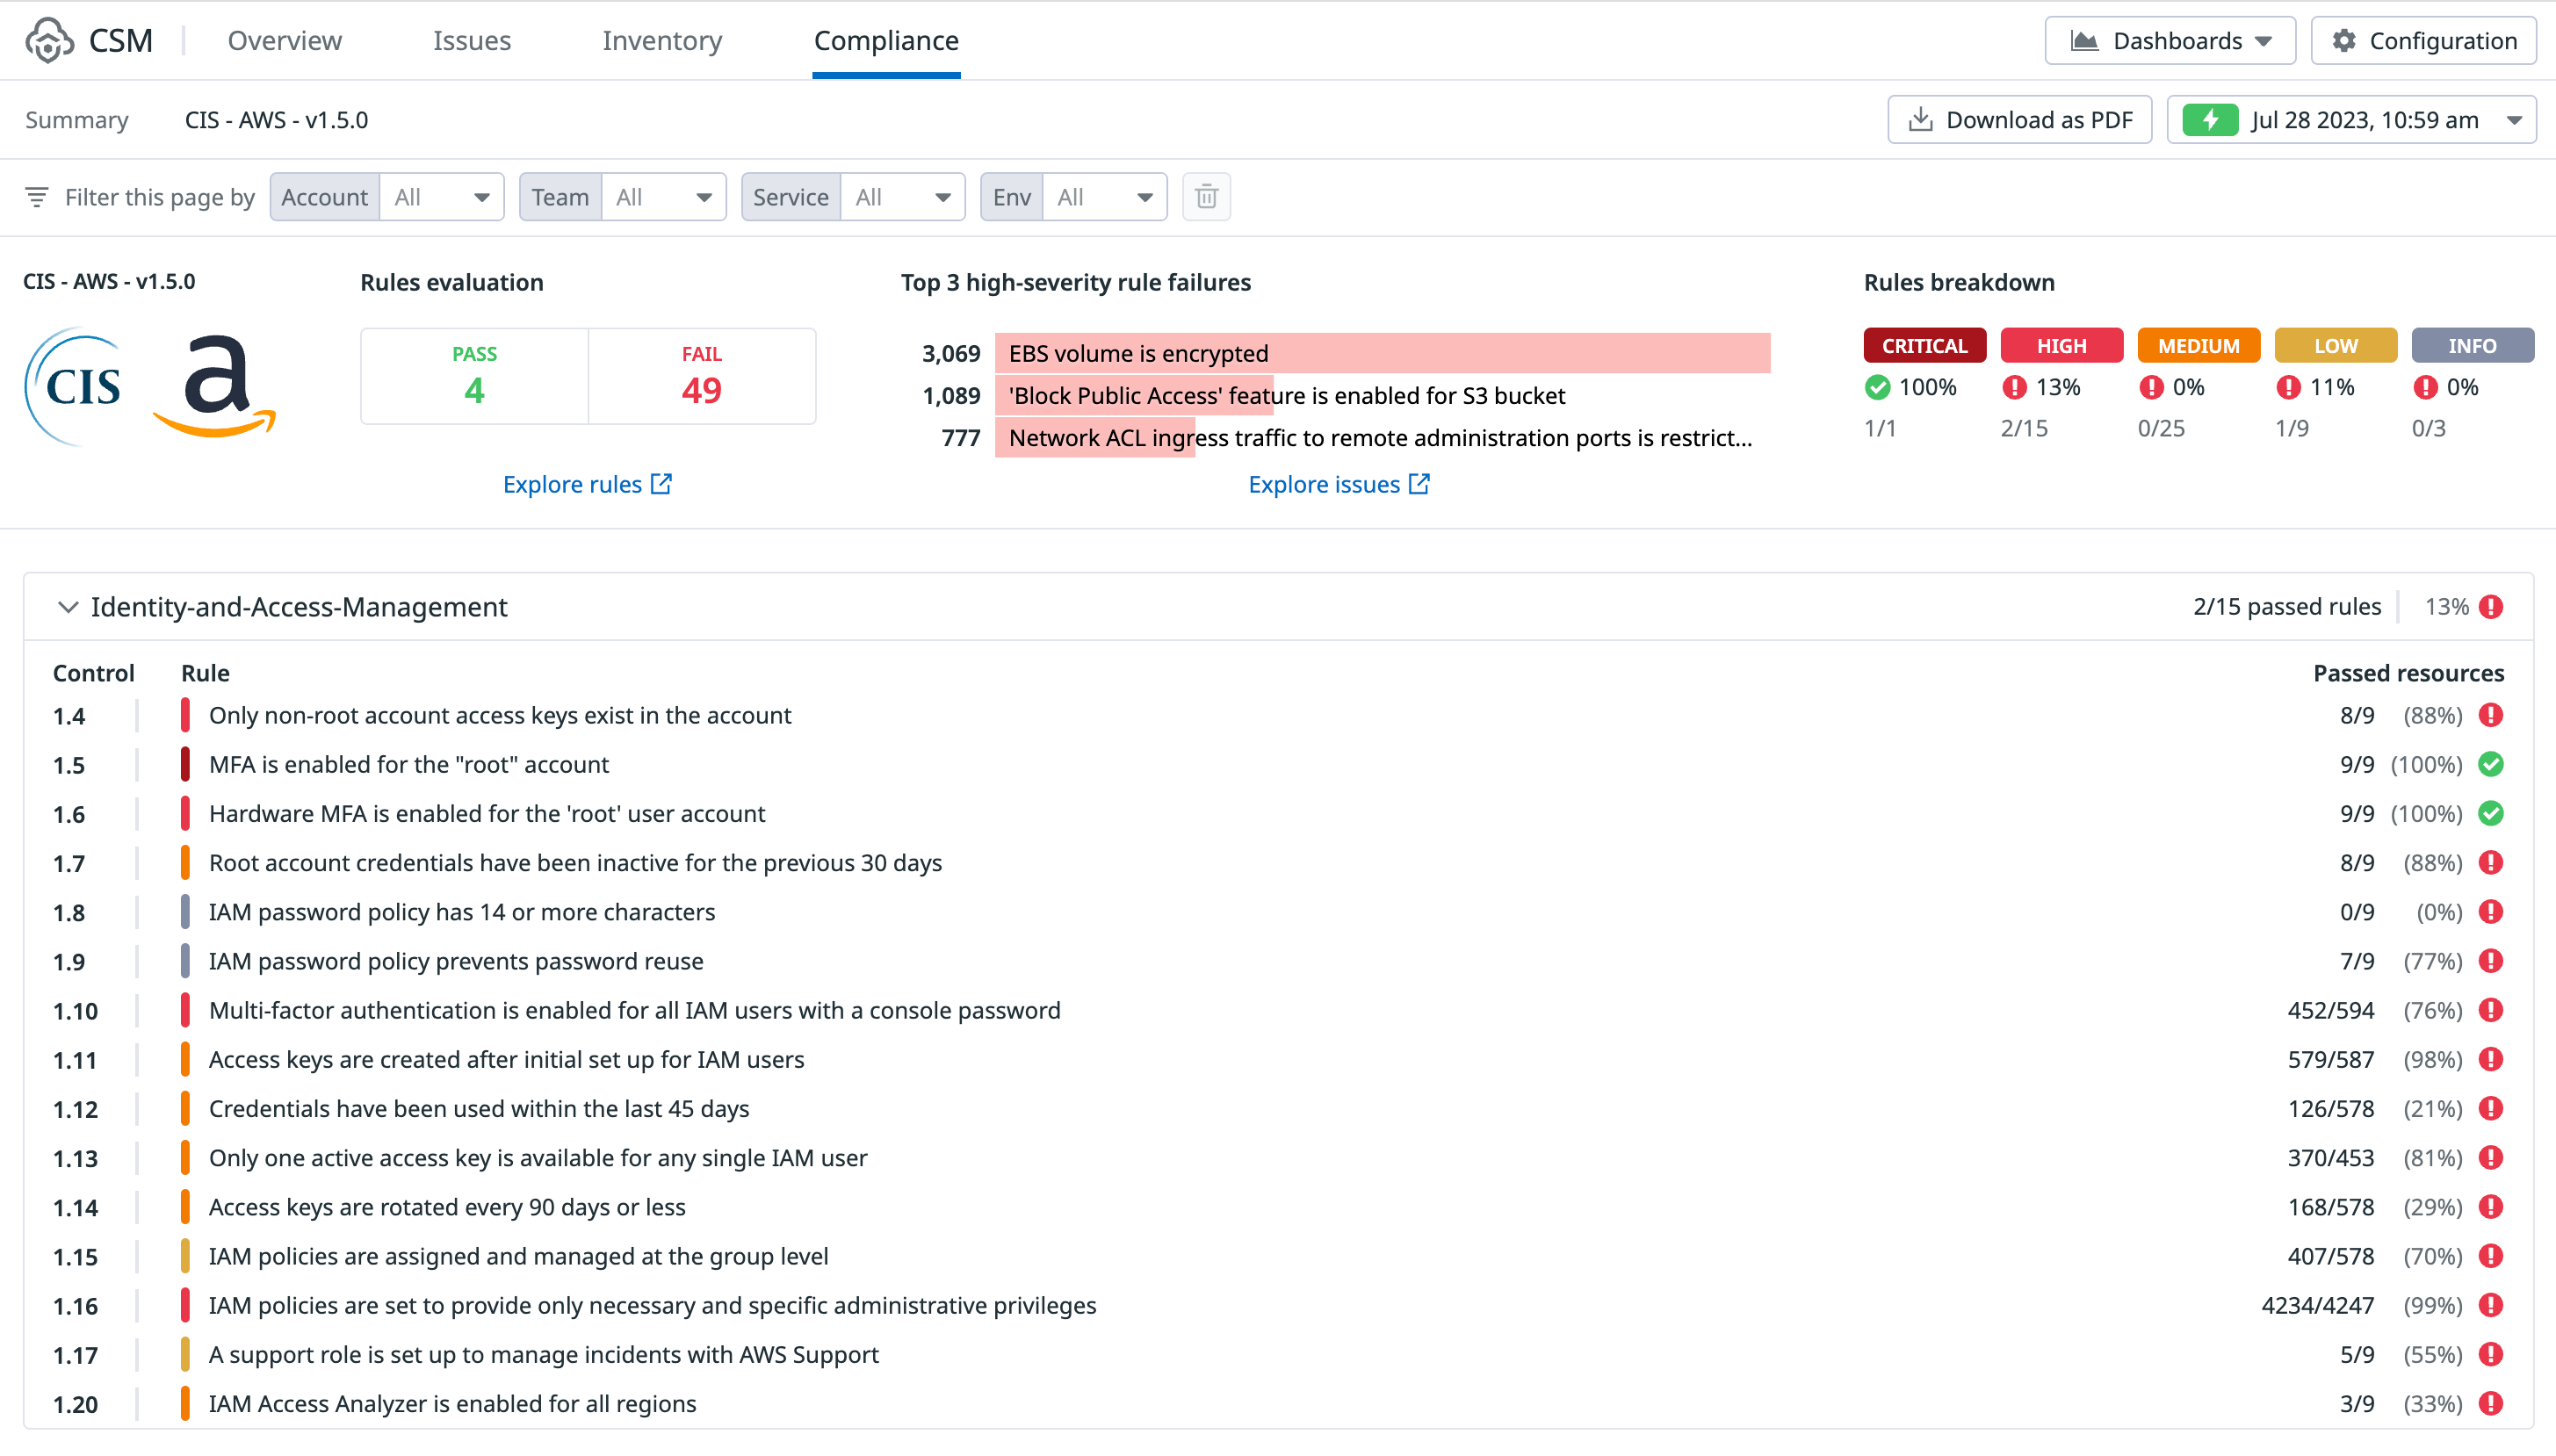 CSM Overview Issues Inventory Compliance Dashboards Configuration
Summary CIS - AWS - v1.5.0 Download as PDF Jul 28 2023, 10:59 am
Filter this page by Account All Team All Service All Env All
CIS - AWS - v1.5.0 Rules evaluation Top 3 high-severity rule failures Rules breakdown
CIS a
PASS FAIL
4 49
Explore rules
3,069 EBS volume is encrypted
1,089 'Block Public Access' feature is enabled for S3 bucket
777 Network ACL ingress traffic to remote administration ports is restrict...
Explore issues
CRITICAL HIGH MEDIUM LOW INFO
100% 13% 0% 11% 0%
1/1 2/15 0/25 1/9 0/3
Identity-and-Access-Management 2/15 passed rules 13%
Control Rule Passed resources
1.4 Only non-root account access keys exist in the account 8/9 (88%)
1.5 MFA is enabled for the "root" account 9/9 (100%)
1.6 Hardware MFA is enabled for the 'root' user account 9/9 (100%)
1.7 Root account credentials have been inactive for the previous 30 days 8/9 (88%)
1.8 IAM password policy has 14 or more characters 0/9 (0%)
1.9 IAM password policy prevents password reuse 7/9 (77%)
1.10 Multi-factor authentication is enabled for all IAM users with a console password 452/594 (76%)
1.11 Access keys are created after initial set up for IAM users 579/587 (98%)
1.12 Credentials have been used within the last 45 days 126/578 (21%)
1.13 Only one active access key is available for any single IAM user 370/453 (81%)
1.14 Access keys are rotated every 90 days or less 168/578 (29%)
1.15 IAM policies are assigned and managed at the group level 407/578 (70%)
1.16 IAM policies are set to provide only necessary and specific administrative privileges 4234/4247 (99%)
1.17 A support role is set up to manage incidents with AWS Support 5/9 (55%)
1.20 IAM Access Analyzer is enabled for all regions 3/9 (33%)